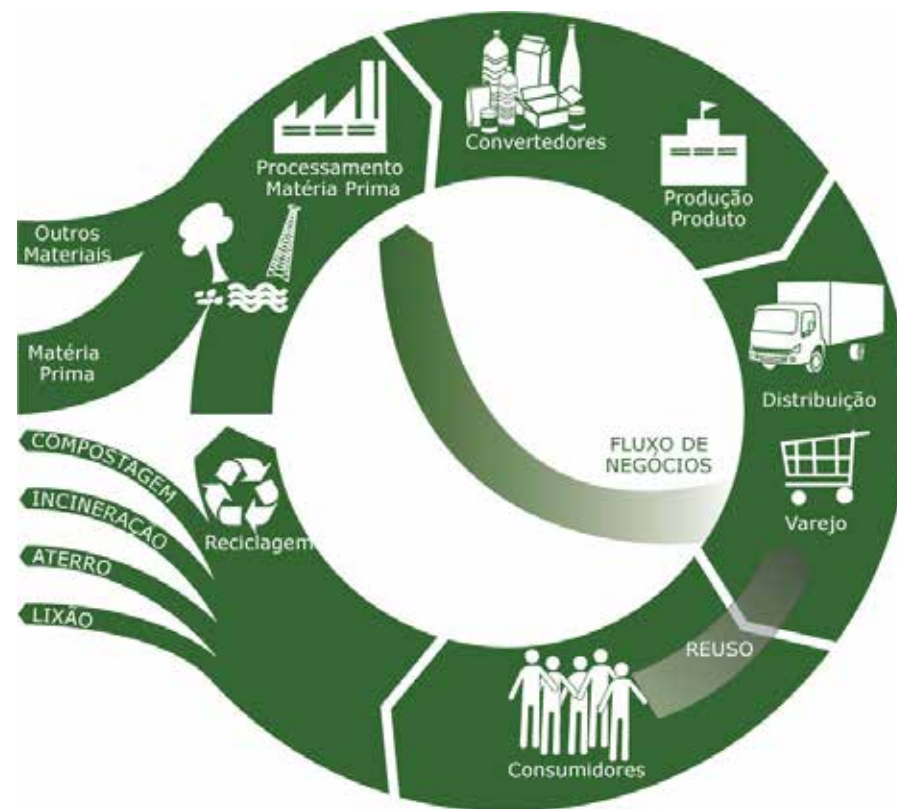 Convertedores
Processamento
Matéria Prima
Produção
Produto
Outros
Materiais
Matéria
Prima
Distribuição
FLUXO DE
NEGÓCIOS
Varejo
COMPOSTAGEM
INCINERAÇÃO
ATERRO
LIXÃO
Reciclagem
REUSO
Consumidores